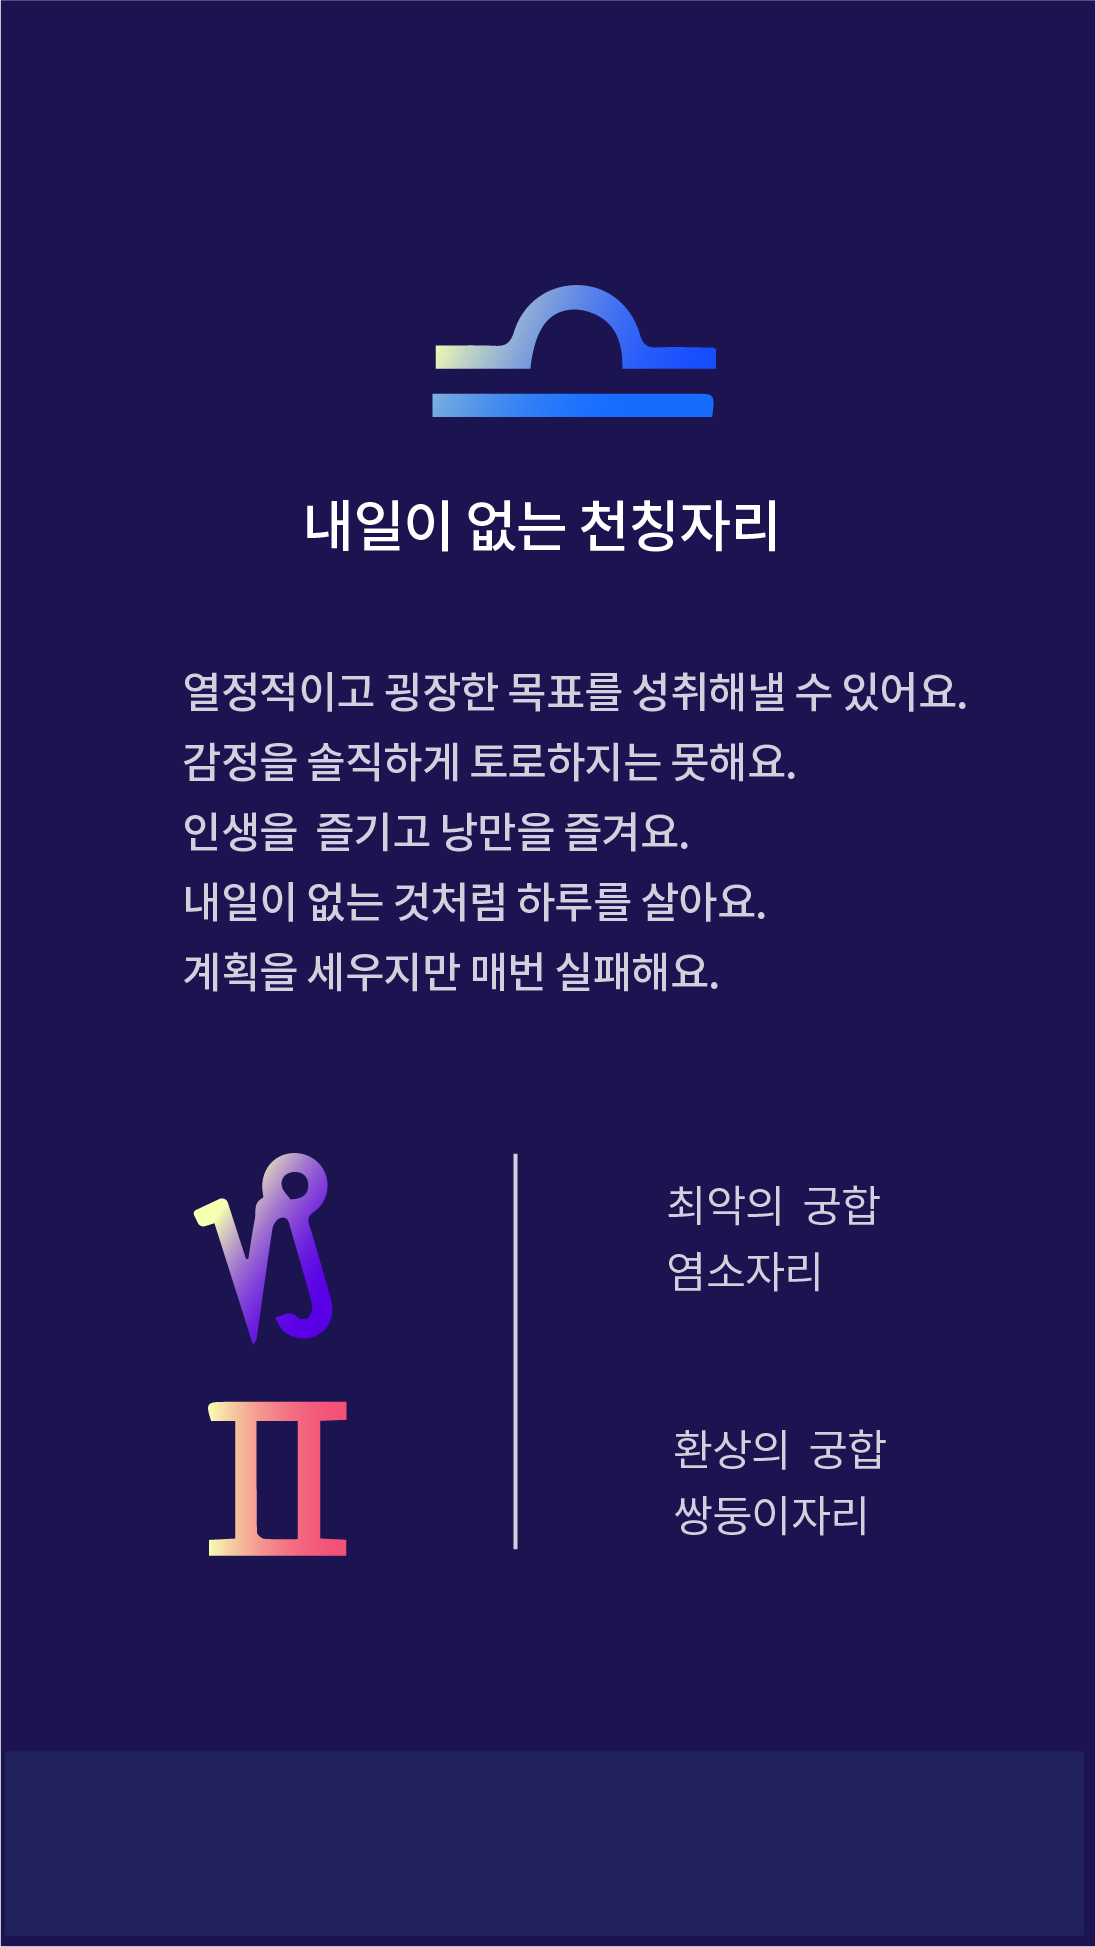 내일이 없는 천칭자리
열정적이고 굉장한 목표를 성취해낼 수 있어요.
감정을 솔직하게 토로하지는 못해요.
인생을 즐기고 낭만을 즐겨요.
내일이 없는 것처럼 하루를 살아요.
계획을 세우지만 매번 실패해요.
최악의 궁합
염소자리
환상의 궁합
쌍둥이자리